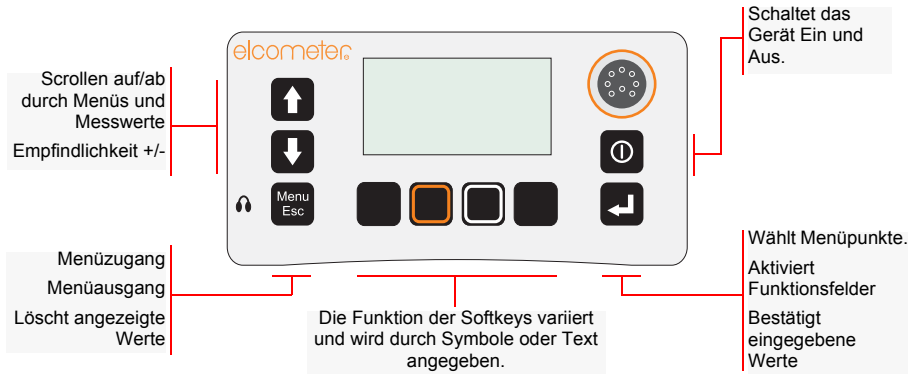 Schaltet das
Gerät Ein und
Aus.
elcometer
Scrollen auf/ab
durch Menüs und
Messwerte
Empfindlichkeit +/-
Menu
Esc
Menüzugang
Menüausgang
Löscht angezeigte
Werte
Die Funktion der Softkeys variiert
und wird durch Symbole oder Text
angegeben.
Wählt Menüpunkte.
Aktiviert
Funktionsfelder
Bestätigt
eingegebene
Werte